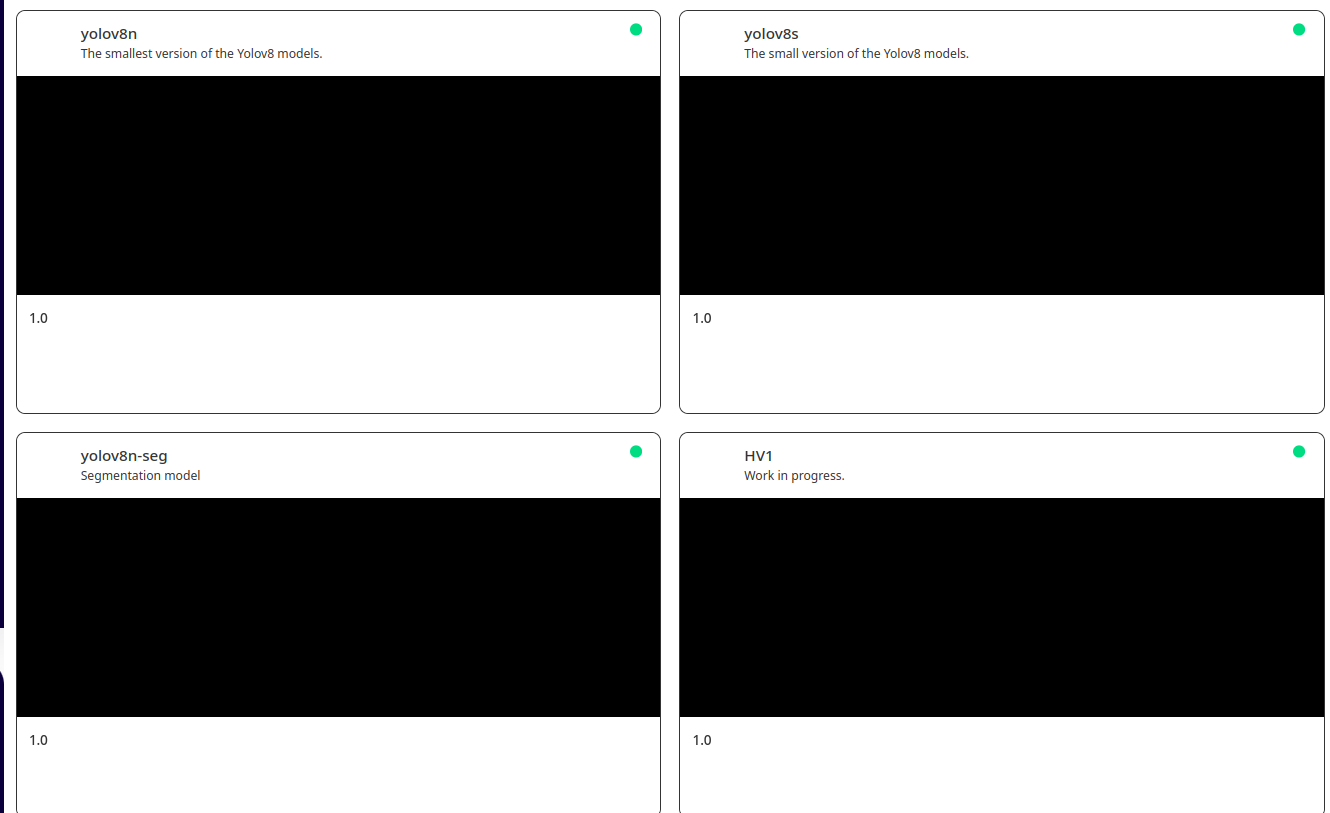 yolov8n
The smallest version of the Yolov8 models.
1.0
yolov8s
The small version of the Yolov8 models.
1.0
yolov8n-seg
Segmentation model
1.0
HV1
Work in progress.
1.0